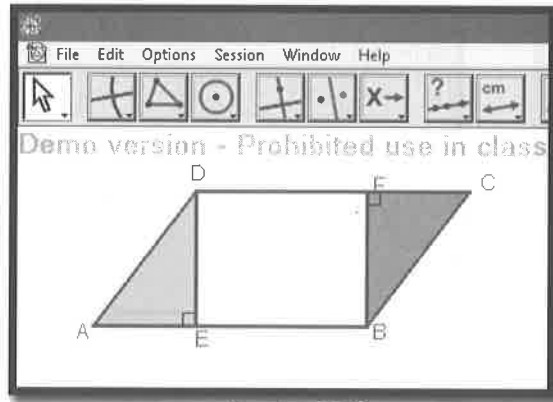 File Edit Options Session Window Help
X ? cm
Demo version - Prohibited use in class
D F C
A E B